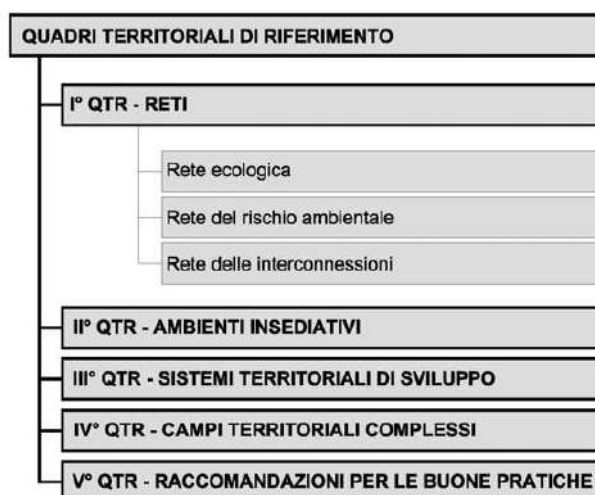 QUADRI TERRITORIALI DI RIFERIMENTO
I° QTR - RETI
Rete ecologica
Rete del rischio ambientale
Rete delle interconnessioni
II° QTR - AMBIENTI INSEDIATIVI
III° QTR - SISTEMI TERRITORIALI DI SVILUPPO
IV° QTR - CAMPI TERRITORIALI COMPLESSI
V° QTR - RACCOMANDAZIONI PER LE BUONE PRATICHE